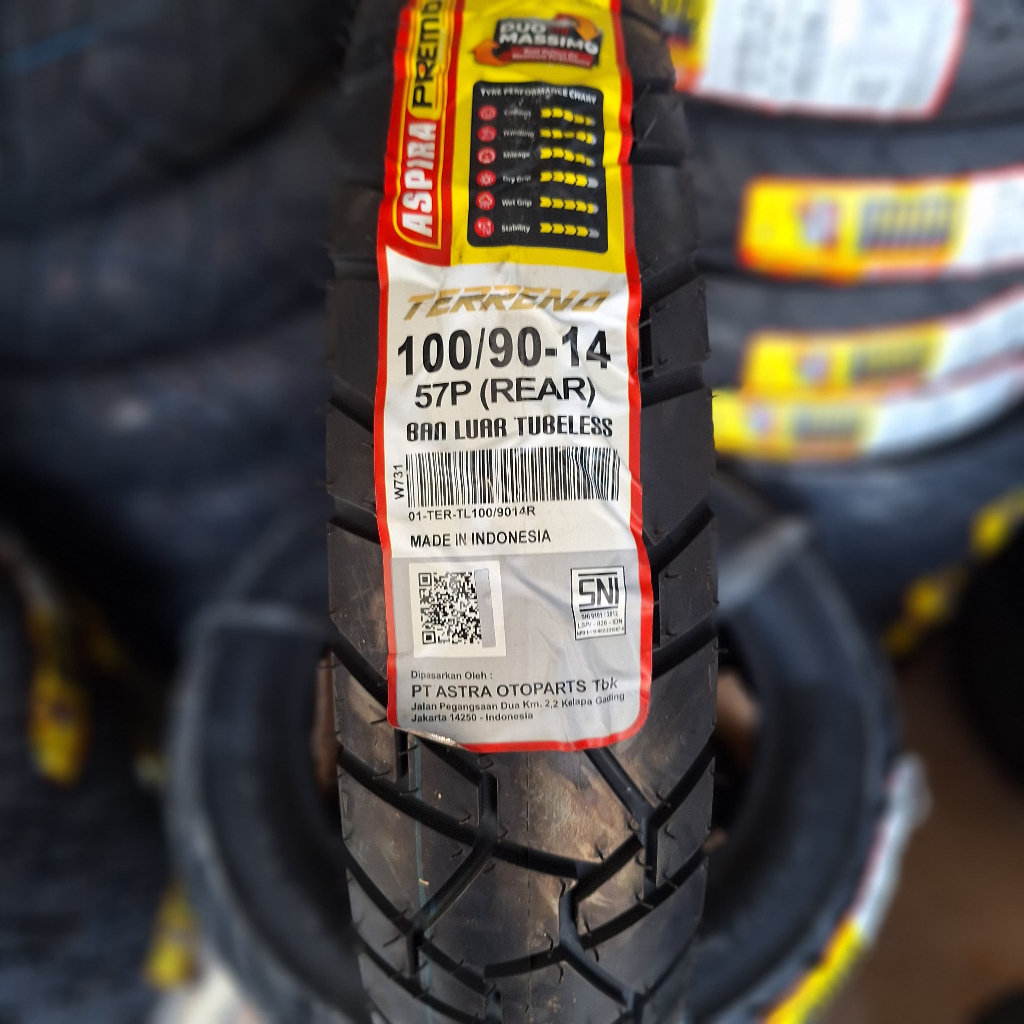 ASPIRA PREMIO
DUO
MASSIMO
TYRE PERFORMANCE CHART
Comfort
Handling
Mileage
Dry Grip
Wet Grip
Stability
TERRENO
100/90-14
57P (REAR)
BAN LUAR TUBELESS
W731
01-TER-TL100/9014R
MADE IN INDONESIA
SNI
Dipasarkan Oleh :
PT ASTRA OTOPARTS Tbk
Jalan Pegangsaan Dua Km. 2,2 Kelapa Gading
Jakarta 14250 - Indonesia